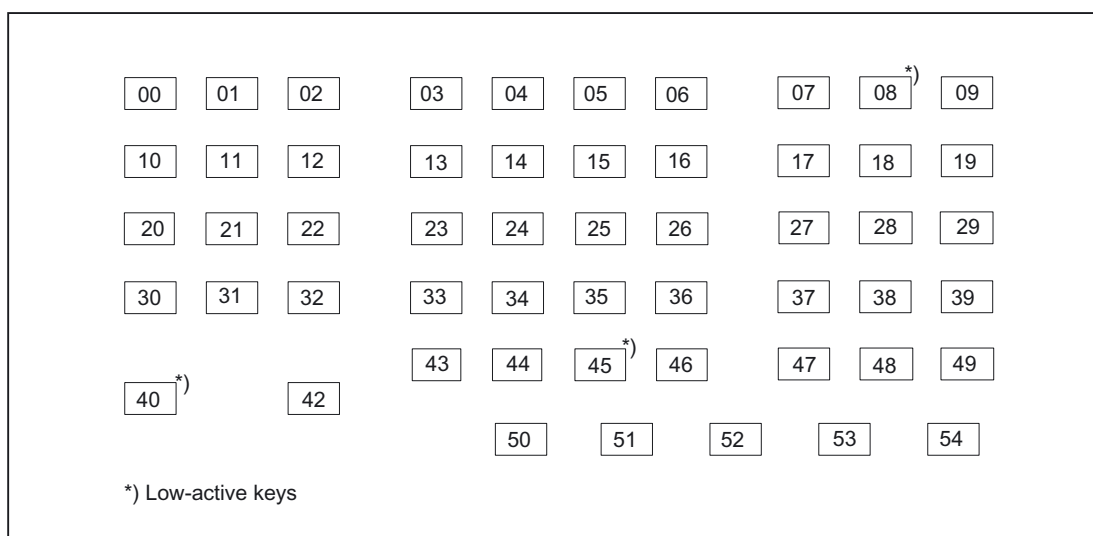 00 01 02 03 04 05 06 07 08 *) 09
10 11 12 13 14 15 16 17 18 19
20 21 22 23 24 25 26 27 28 29
30 31 32 33 34 35 36 37 38 39
43 44 45 *) 46 47 48 49
40 *) 42
50 51 52 53 54
*) Low-active keys